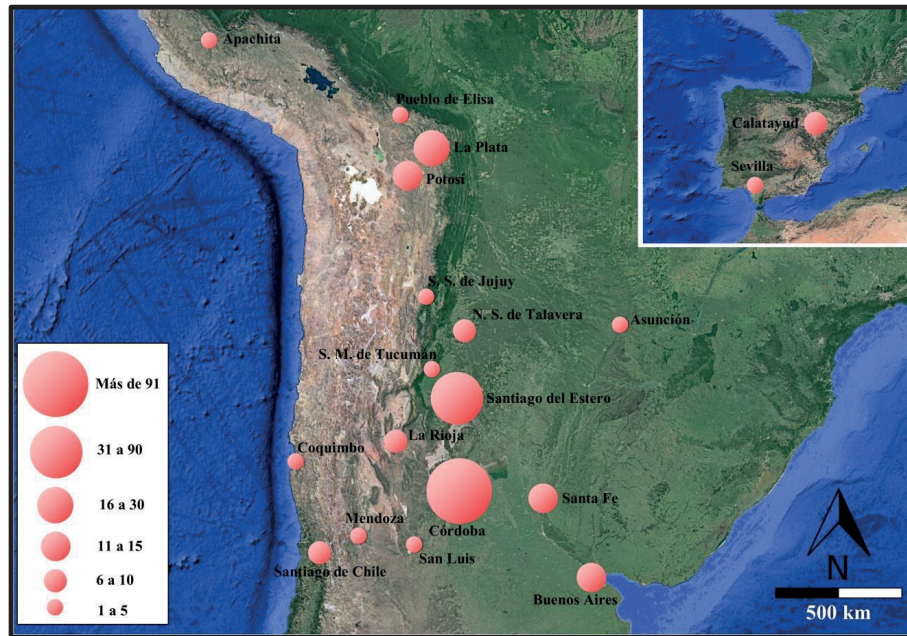 Apachita
Pueblo de Elisa
La Plata
Potosí
Calatayud
Sevilla
S. S. de Jujuy
N. S. de Talavera
Asunción
S. M. de Tucumán
Santiago del Estero
La Rioja
Coquimbo
Córdoba
Santa Fe
Mendoza
San Luis
Santiago de Chile
Buenos Aires
Más de 91
31 a 90
16 a 30
11 a 15
6 a 10
1 a 5
N
500 km